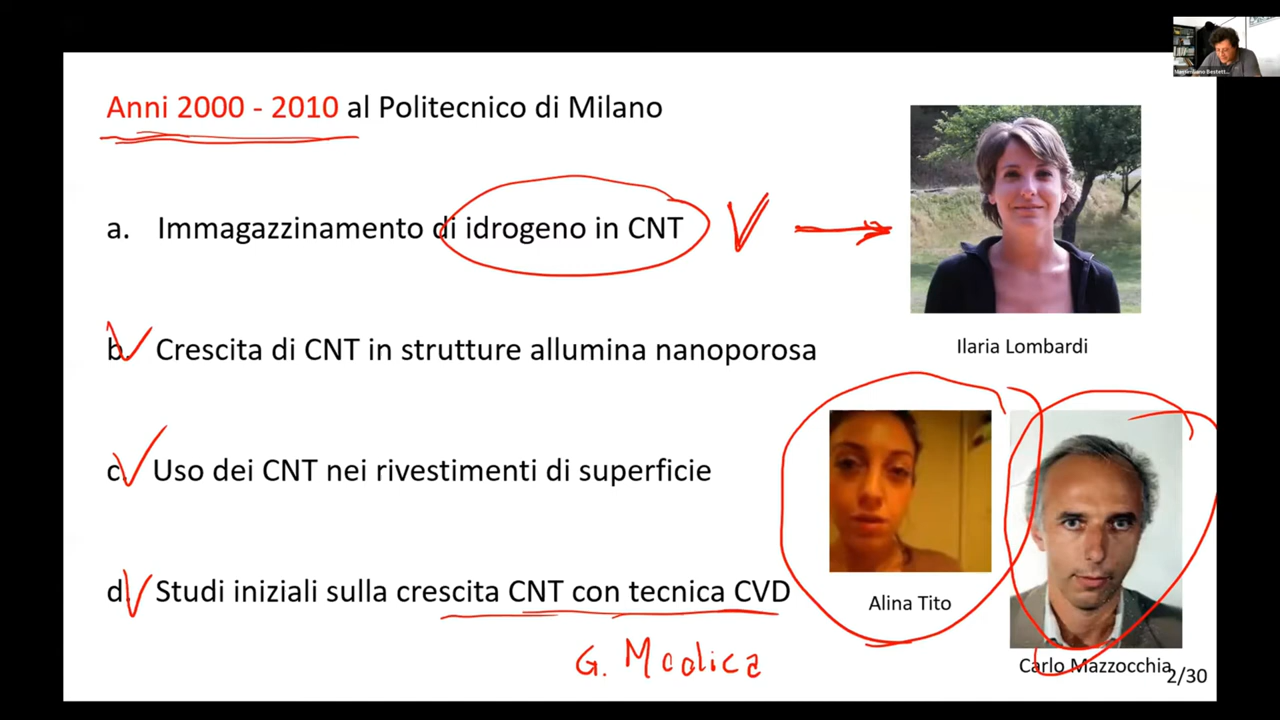 Anni 2000 - 2010 al Politecnico di Milano
a. Immagazzinamento di idrogeno in CNT
Ilaria Lombardi
b. Crescita di CNT in strutture allumina nanoporosa
c. Uso dei CNT nei rivestimenti di superficie
d. Studi iniziali sulla crescita CNT con tecnica CVD
Alina Tito
G. Modica
Carlo Mazzocchia
2/30